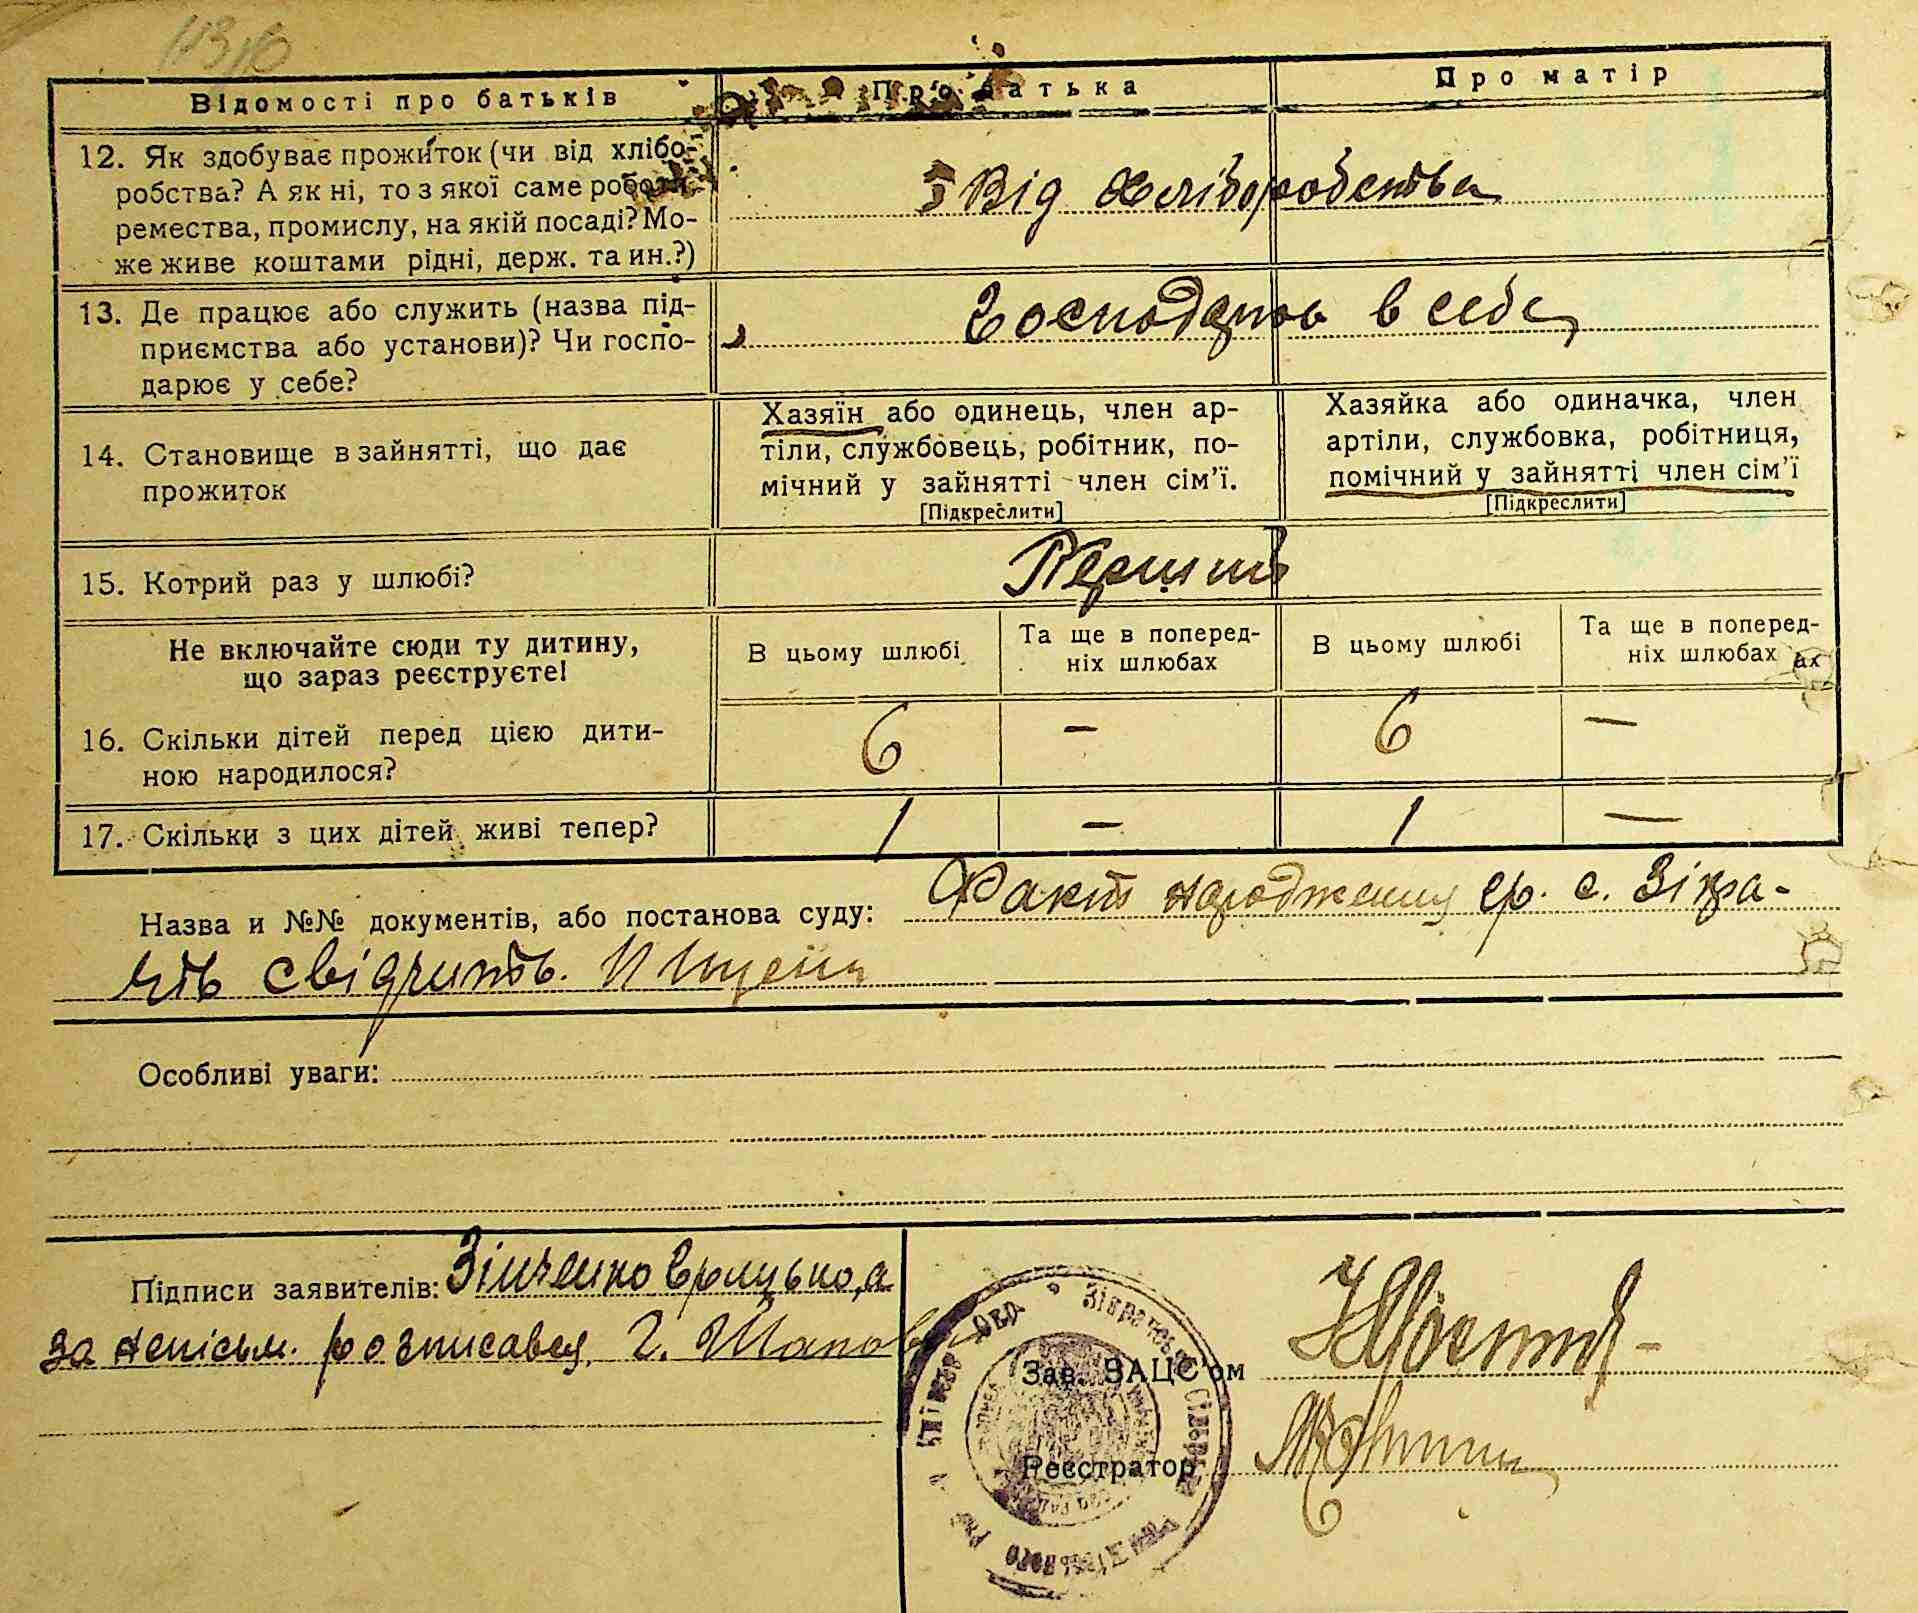 Відомості про батьків
Про батька
Про матір
12. Як здобуває прожиток (чи від хлібо-
робства? А як ні, то з якої саме роботи,
ремества, промислу, на якій посаді? Мо-
же живе коштами рідні, держ. та ин.?)
Від хліборобства
13. Де працює або служить (назва під-
приємства або установи)? Чи госпо-
дарює у себе?
Господарює в себе
14. Становище в зайнятті, що дає
прожиток
Хазяїн або одинець, член ар-
тіли, службовець, робітник, по-
мічний у зайнятті член сім'ї.
[Підкреслити]
Хазяйка або одиначка, член
артіли, службовка, робітниця,
помічний у зайнятті член сім'ї
[Підкреслити]
15. Котрий раз у шлюбі?
Перший
Не включайте сюди ту дитину,
що зараз реєструєте!
В цьому шлюбі
Та ще в поперед-
ніх шлюбах
В цьому шлюбі
Та ще в поперед-
ніх шлюбах
16. Скільки дітей перед цією дити-
ною народилося?
6 — 6 —
17. Скільки з цих дітей живі тепер?
1 — 1 —
Назва и №№ документів, або постанова суду: Факт народження ср. с.
свідчить.
Особливі уваги:
Підписи заявителів: Зінченко а
за неписьм. розписався Г.
Зав. ЗАЦС'ом
Реєстратор